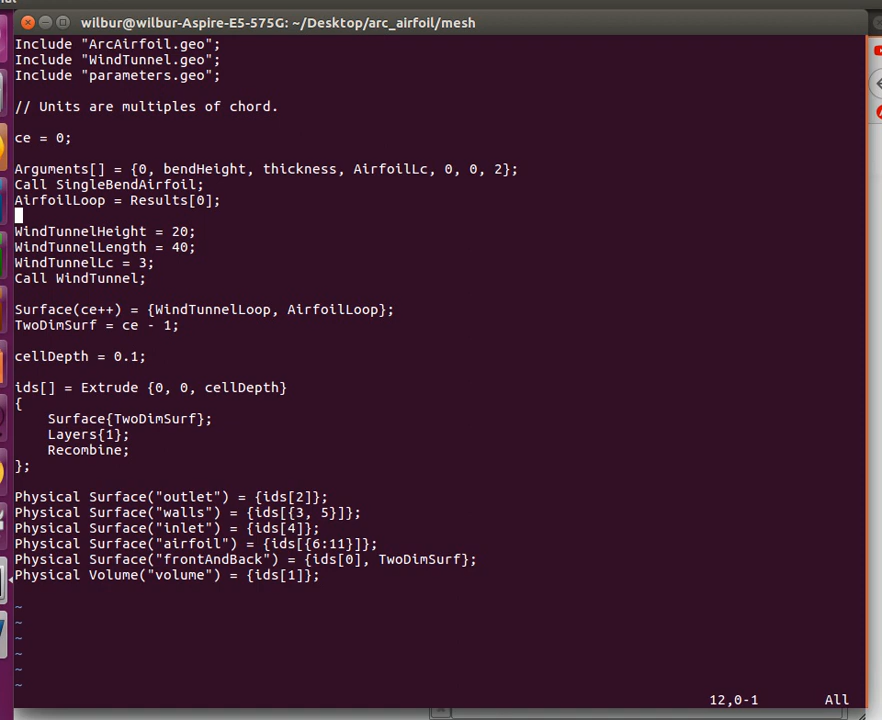 wilbur@wilbur-Aspire-E5-575G: ~/Desktop/arc_airfoil/mesh
Include "ArcAirfoil.geo";
Include "WindTunnel.geo";
Include "parameters.geo";
// Units are multiples of chord.
ce = 0;
Arguments[] = {0, bendHeight, thickness, AirfoilLc, 0, 0, 2};
Call SingleBendAirfoil;
AirfoilLoop = Results[0];
WindTunnelHeight = 20;
WindTunnelLength = 40;
WindTunnelLc = 3;
Call WindTunnel;
Surface(ce++) = {WindTunnelLoop, AirfoilLoop};
TwoDimSurf = ce - 1;
cellDepth = 0.1;
ids[] = Extrude {0, 0, cellDepth}
{
    Surface{TwoDimSurf};
    Layers{1};
    Recombine;
};
Physical Surface("outlet") = {ids[2]};
Physical Surface("walls") = {ids[{3, 5}]};
Physical Surface("inlet") = {ids[4]};
Physical Surface("airfoil") = {ids[{6:11}]};
Physical Surface("frontAndBack") = {ids[0], TwoDimSurf};
Physical Volume("volume") = {ids[1]};
~
~
~
~
~
~
12,0-1 All